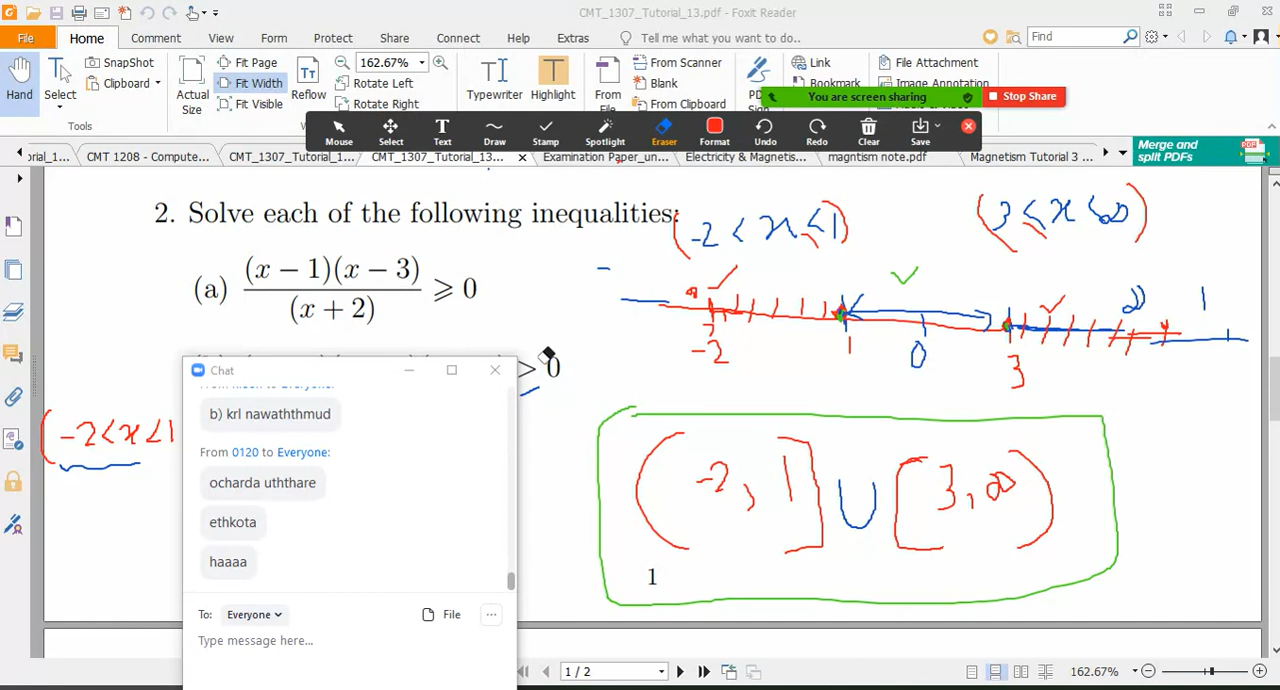 CMT_1307_Tutorial_13.pdf - Foxit Reader
File Home Comment View Form Protect Share Connect Help Extras Tell me what you want to do.. Find
Hand Select SnapShot Clipboard
Actual Size Fit Page Fit Width Fit Visible Reflow 162.67% Rotate Left Rotate Right
Typewriter Highlight From File From Scanner Blank From Clipboard
Link Bookmark File Attachment Image Annotation
Tools
You are screen sharing Stop Share
Mouse Select Text Draw Stamp Spotlight Eraser Format Undo Redo Clear Save
orial_1... CMT 1208 - Compute... CMT_1307_Tutorial_1... CMT_1307_Tutorial_13... Examination Paper_un... Electricity & Magnetis... magntism note.pdf Magnetism Tutorial 3 ...
Merge and split PDFs
2. Solve each of the following inequalities:
(-2 < x ≤ 1)
(3 ≤ x < ∞)
(a) (x − 1)(x − 3) / (x + 2) ⩾ 0
-2 1 0 3 ∞
> 0
(-2 < x < 1
(-2, 1] ∪ [3, ∞)
1
Chat
b) krl nawaththmud
From 0120 to Everyone:
ocharda uththare
ethkota
haaaa
To: Everyone File ...
Type message here...
1 / 2 162.67%